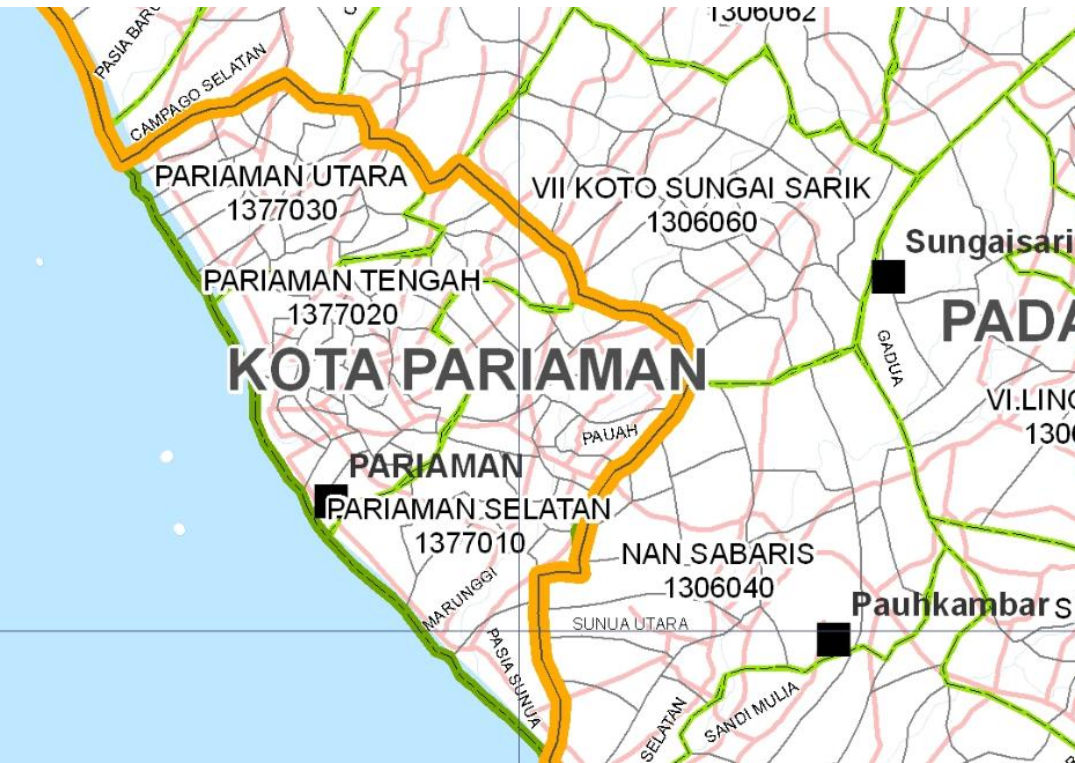 1306062
PASIA BARU
CAMPAGO SELATAN
PARIAMAN UTARA
1377030
VII KOTO SUNGAI SARIK
1306060
Sungaisari
PARIAMAN TENGAH
1377020
PADA
KOTA PARIAMAN
GADUA
VI.LING
1306
PAUAH
PARIAMAN
PARIAMAN SELATAN
1377010
NAN SABARIS
1306040
MARUNGGI
Pauhkambar
S
SUNUA UTARA
PASIA SUNUA
SELATAN
SANDI MULIA